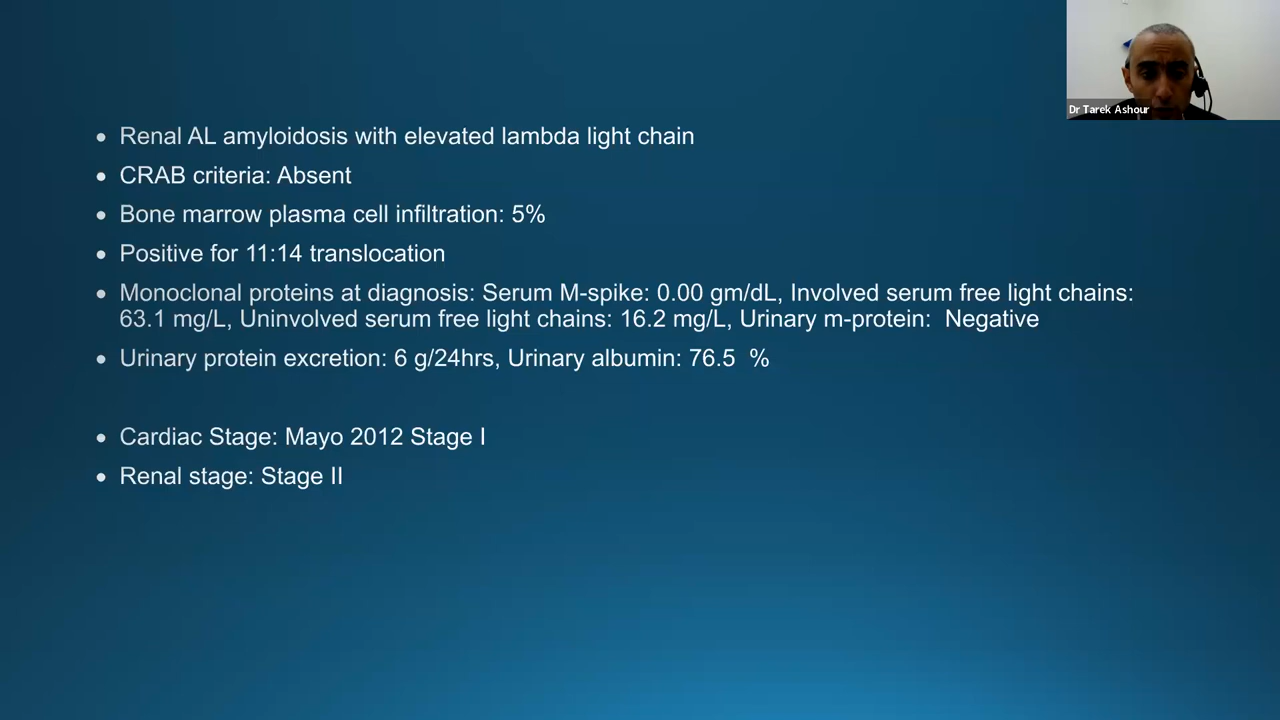 Dr Tarek Ashour
• Renal AL amyloidosis with elevated lambda light chain
• CRAB criteria: Absent
• Bone marrow plasma cell infiltration: 5%
• Positive for 11:14 translocation
• Monoclonal proteins at diagnosis: Serum M-spike: 0.00 gm/dL, Involved serum free light chains:
63.1 mg/L, Uninvolved serum free light chains: 16.2 mg/L, Urinary m-protein:  Negative
• Urinary protein excretion: 6 g/24hrs, Urinary albumin: 76.5  %
• Cardiac Stage: Mayo 2012 Stage I
• Renal stage: Stage II